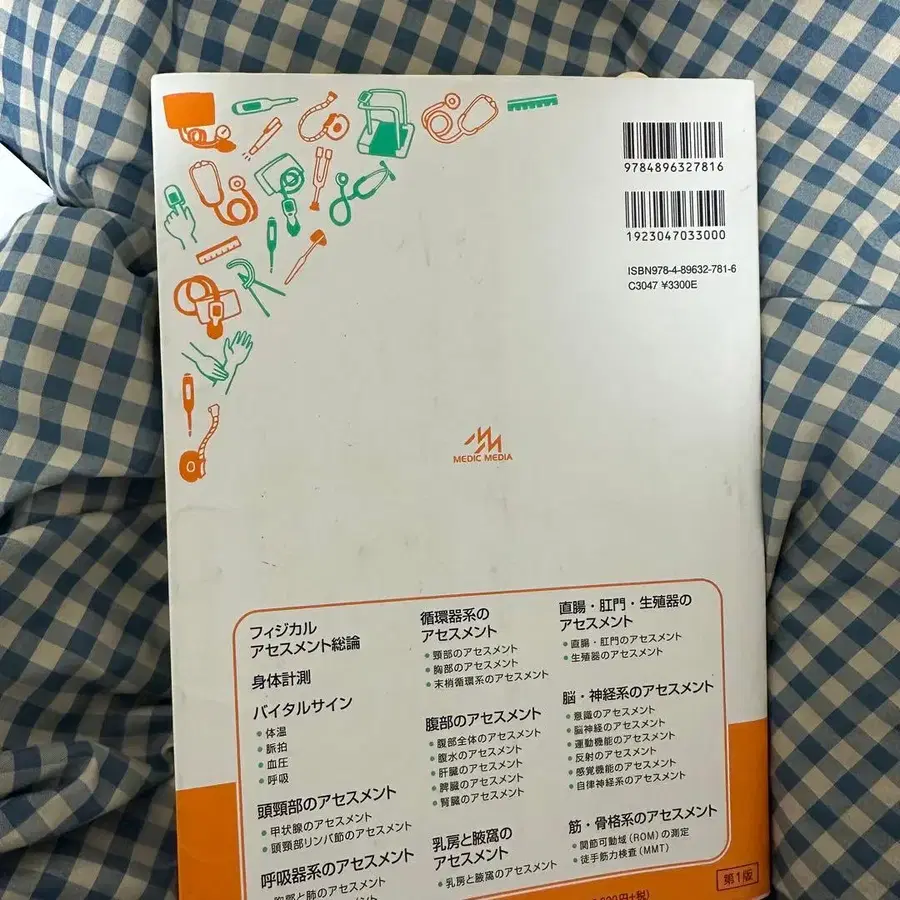 9784896327816
1923047033000
ISBN978-4-89632-781-6
C3047 ¥3300E
MEDIC MEDIA
フィジカル
アセスメント総論
身体計測
バイタルサイン
・体温
・脈拍
・血圧
・呼吸
頭頸部のアセスメント
・甲状腺のアセスメント
・頭頸部リンパ節のアセスメント
呼吸器系のアセスメント
・胸郭と肺のアセスメント
循環器系の
アセスメント
・頸部のアセスメント
・胸部のアセスメント
・末梢循環系のアセスメント
腹部のアセスメント
・腹部全体のアセスメント
・腹水のアセスメント
・肝臓のアセスメント
・脾臓のアセスメント
・腎臓のアセスメント
乳房と腋窩の
アセスメント
・乳房と腋窩のアセスメント
直腸・肛門・生殖器の
アセスメント
・直腸・肛門のアセスメント
・生殖器のアセスメント
脳・神経系のアセスメント
・意識のアセスメント
・脳神経のアセスメント
・運動機能のアセスメント
・反射のアセスメント
・感覚機能のアセスメント
・自律神経系のアセスメント
筋・骨格系のアセスメント
・関節可動域(ROM)の測定
・徒手筋力検査(MMT)
第1版
円+税)